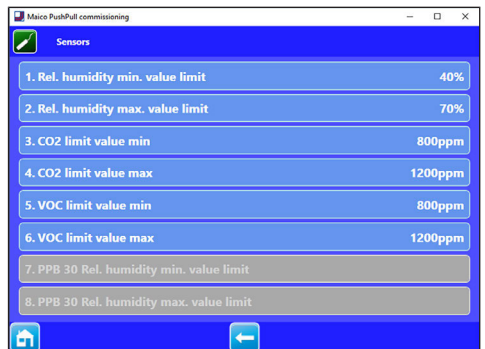 Maico PushPull commissioning
Sensors
1. Rel. humidity min. value limit 40%
2. Rel. humidity max. value limit 70%
3. CO2 limit value min 800ppm
4. CO2 limit value max 1200ppm
5. VOC limit value min 800ppm
6. VOC limit value max 1200ppm
7. PPB 30 Rel. humidity min. value limit
8. PPB 30 Rel. humidity max. value limit